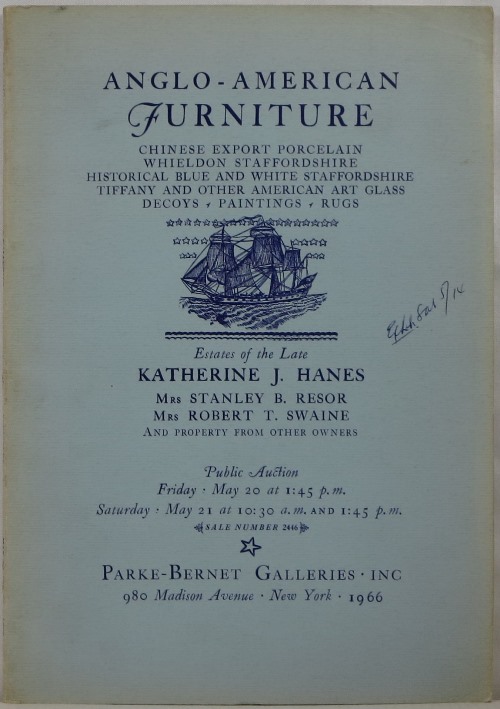 ANGLO-AMERICAN
FURNITURE
CHINESE EXPORT PORCELAIN
WHIELDON STAFFORDSHIRE
HISTORICAL BLUE AND WHITE STAFFORDSHIRE
TIFFANY AND OTHER AMERICAN ART GLASS
DECOYS • PAINTINGS • RUGS
Sat 5/14
Estates of the Late
KATHERINE J. HANES
MRS STANLEY B. RESOR
MRS ROBERT T. SWAINE
AND PROPERTY FROM OTHER OWNERS
Public Auction
Friday · May 20 at 1:45 p.m.
Saturday · May 21 at 10:30 a.m. AND 1:45 p.m.
SALE NUMBER 2446
PARKE-BERNET GALLERIES · INC
980 Madison Avenue · New York · 1966